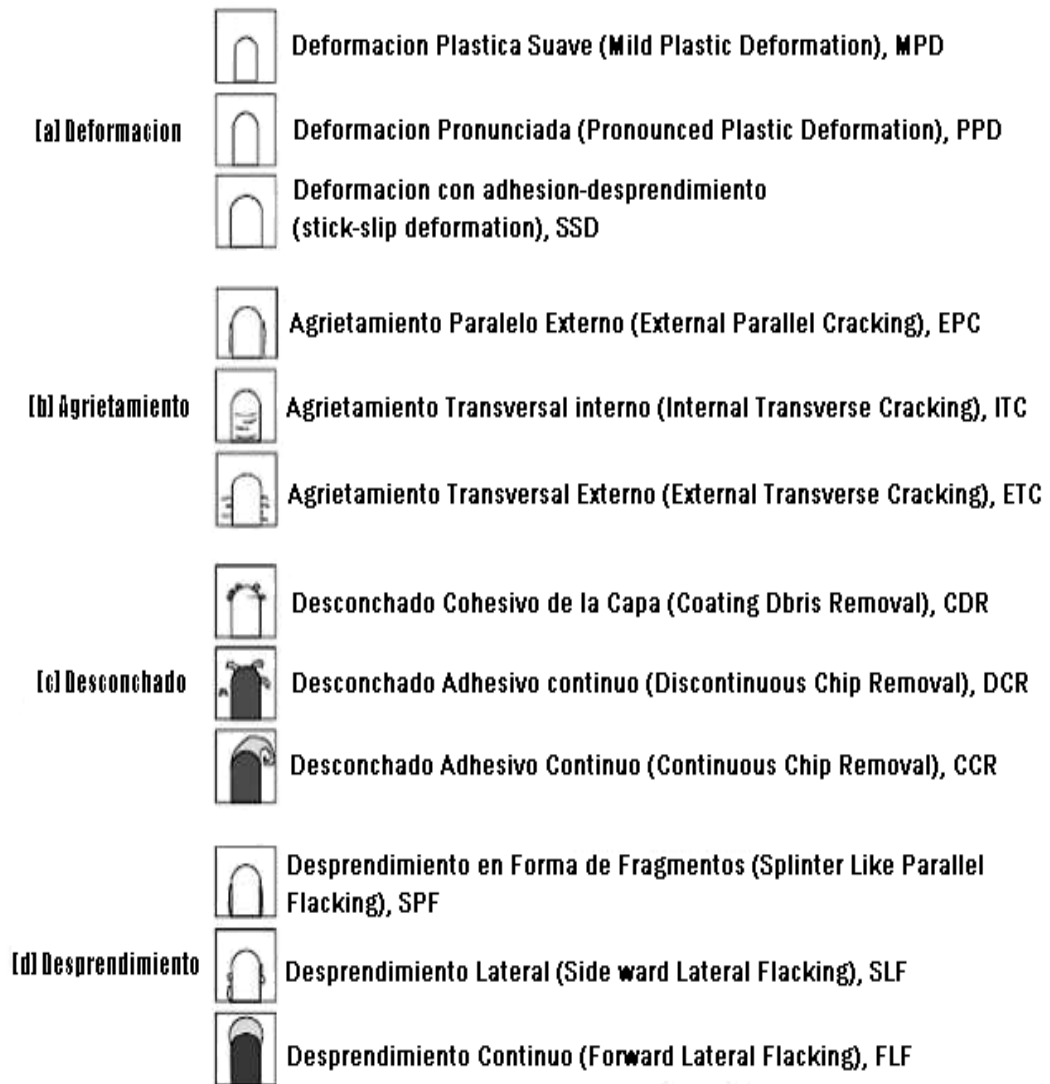 Deformacion Plastica Suave (Mild Plastic Deformation), MPD
[a] Deformacion
Deformacion Pronunciada (Pronounced Plastic Deformation), PPD
Deformacion con adhesion-desprendimiento
(stick-slip deformation), SSD
Agrietamiento Paralelo Externo (External Parallel Cracking), EPC
[b] Agrietamiento
Agrietamiento Transversal interno (Internal Transverse Cracking), ITC
Agrietamiento Transversal Externo (External Transverse Cracking), ETC
Desconchado Cohesivo de la Capa (Coating Dbris Removal), CDR
[c] Desconchado
Desconchado Adhesivo continuo (Discontinuous Chip Removal), DCR
Desconchado Adhesivo Continuo (Continuous Chip Removal), CCR
Desprendimiento en Forma de Fragmentos (Splinter Like Parallel
Flacking), SPF
[d] Desprendimiento
Desprendimiento Lateral (Side ward Lateral Flacking), SLF
Desprendimiento Continuo (Forward Lateral Flacking), FLF